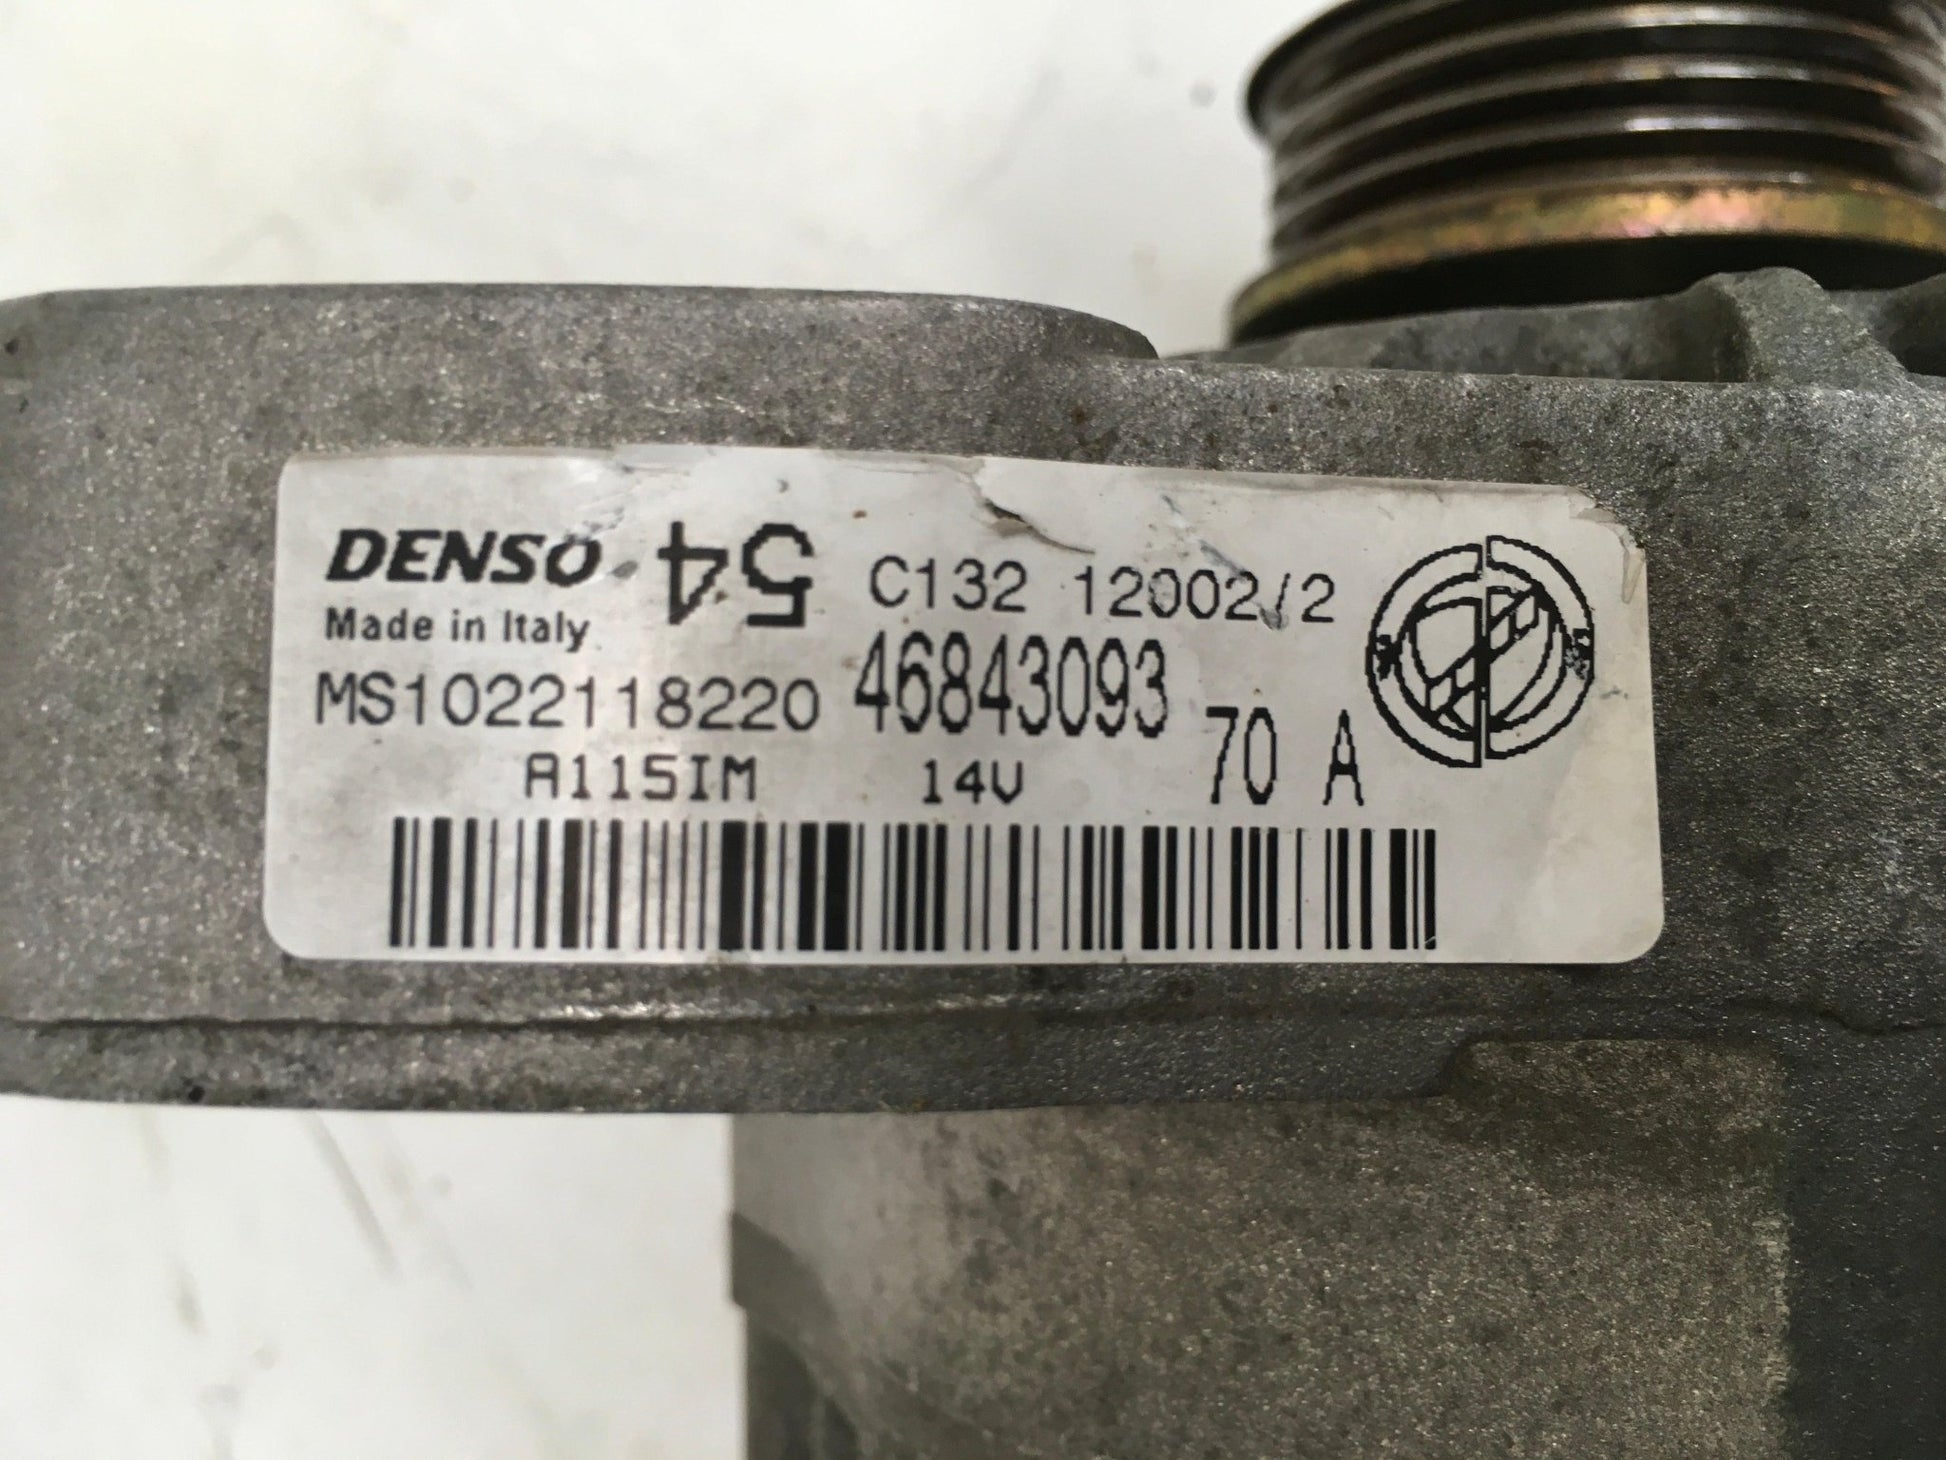 DENSO 54 C132 12002/2
Made in Italy
MS1022118220 46843093
A115IM 14V 70 A